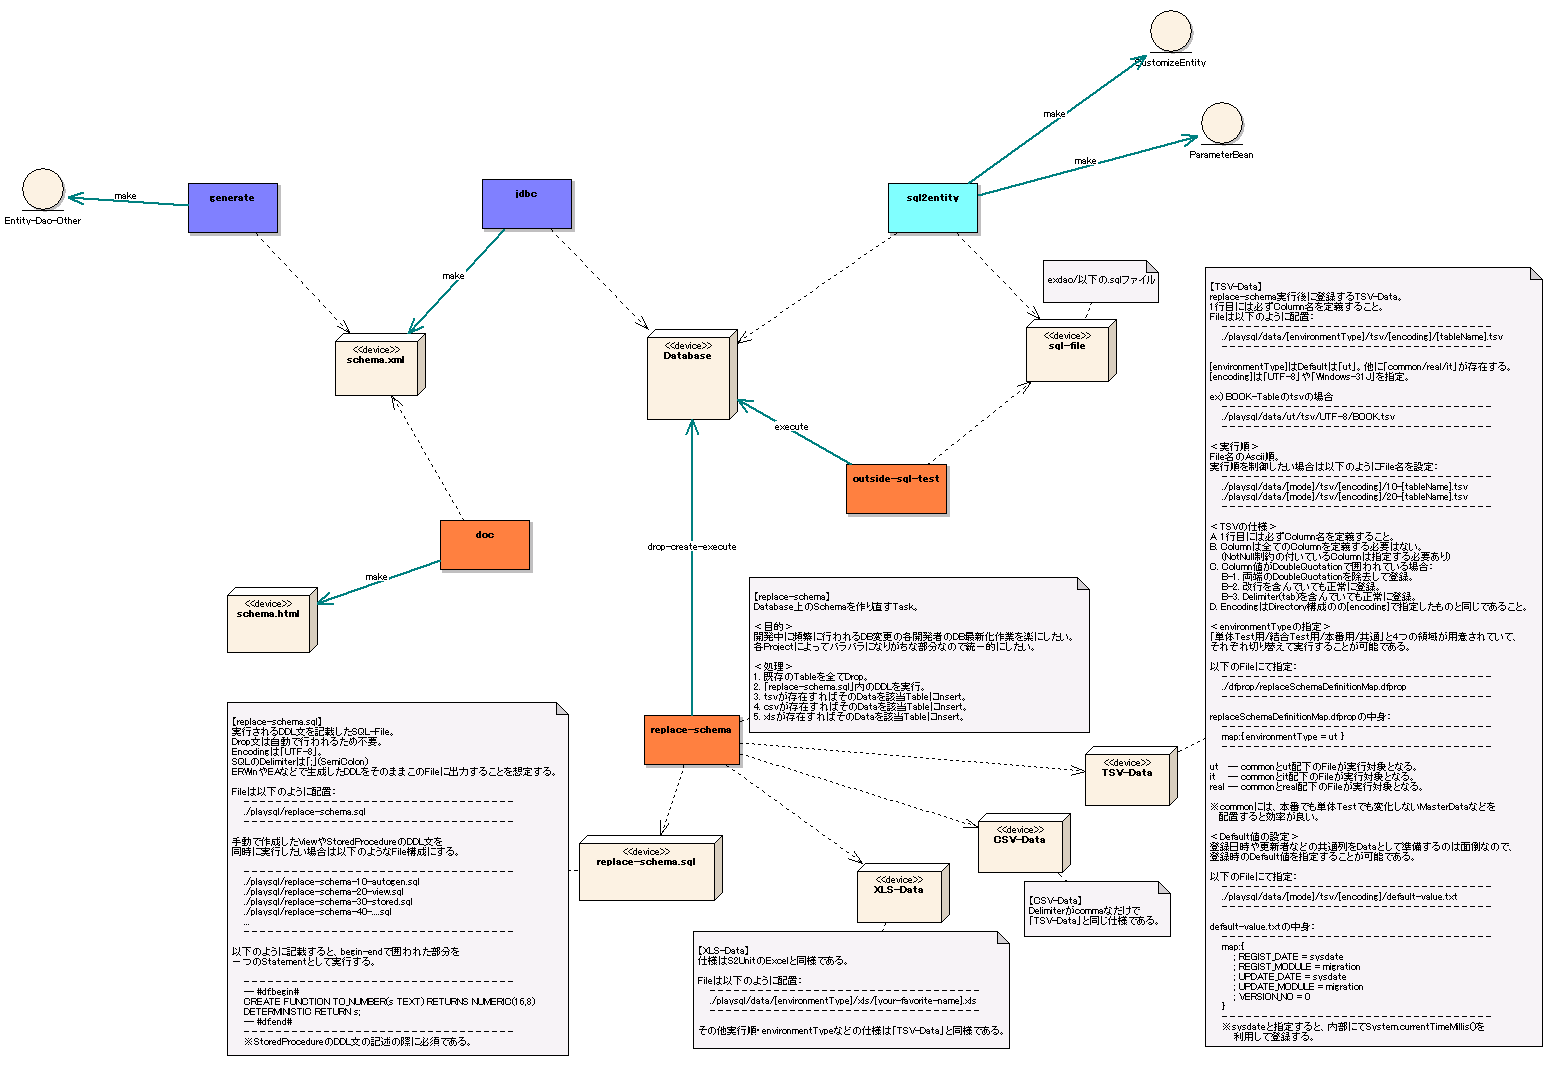 CustomizeEntity
make
ParameterBean
make
Entity-Dao-Other
make
generate
jdbc
sql2entity
make
exdao/以下の.sqlファイル
<<device>>
schema.xml
<<device>>
Database
<<device>>
sql-file
execute
outside-sql-test
drop-create-execute
doc
make
<<device>>
schema.html
replace-schema
<<device>>
TSV-Data
<<device>>
CSV-Data
<<device>>
XLS-Data
<<device>>
replace-schema.sql
【replace-schema】
Database上のSchemaを作り直すTask。
＜目的＞
開発中に頻繁に行われるDB変更の各開発者のDB最新化作業を楽にしたい。
各Projectによってバラバラになりがちな部分なので統一的にしたい。
＜処理＞
1. 既存のTableを全てDrop。
2. 「replace-schema.sql」内のDDLを実行。
3. tsvが存在すればそのDataを該当TableにInsert。
4. csvが存在すればそのDataを該当TableにInsert。
5. xlsが存在すればそのDataを該当TableにInsert。
【replace-schema.sql】
実行されるDDL文を記載したSQL-File。
Drop文は自動で行われるため不要。
Encodingは「UTF-8」。
SQLのDelimiterは「;」(SemiColon)
ERWinやEAなどで生成したDDLをそのままこのFileに出力することを想定する。
Fileは以下のように配置：
./playsql/replace-schema.sql
手動で作成したViewやStoredProcedureのDDL文を
同時に実行したい場合は以下のようなFile構成にする。
./playsql/replace-schema-10-autogen.sql
./playsql/replace-schema-20-view.sql
./playsql/replace-schema-30-stored.sql
./playsql/replace-schema-40-....sql
...
以下のように記載すると、begin-endで囲われた部分を
一つのStatementとして実行する。
-- #dfbegin#
CREATE FUNCTION TO_NUMBER(s TEXT) RETURNS NUMERIC(16,8)
DETERMINISTIC RETURN s;
-- #dfend#
※StoredProcedureのDDL文の記述の際に必須である。
【XLS-Data】
仕様はS2UnitのExcelと同様である。
Fileは以下のように配置：
./playsql/data/[environmentType]/xls/[your-favorite-name].xls
その他実行順・environmentTypeなどの仕様は「TSV-Data」と同様である。
【CSV-Data】
Delimiterがcommaなだけで
「TSV-Data」と同じ仕様である。
【TSV-Data】
replace-schema実行後に登録するTSV-Data。
1行目には必ずColumn名を定義すること。
Fileは以下のように配置：
./playsql/data/[environmentType]/tsv/[encoding]/[tableName].tsv
[environmentType]はDefaultは「ut」。他に「common/real/it」が存在する。
[encoding]は「UTF-8」や「Windows-31J」を指定。
ex) BOOK-Tableのtsvの場合
./playsql/data/ut/tsv/UTF-8/BOOK.tsv
＜実行順＞
File名のAscii順。
実行順を制御したい場合は以下のようにFile名を設定：
./playsql/data/[mode]/tsv/[encoding]/10-[tableName].tsv
./playsql/data/[mode]/tsv/[encoding]/20-[tableName].tsv
＜TSVの仕様＞
A. 1行目には必ずColumn名を定義すること。
B. Columnは全てのColumnを定義する必要はない。
(NotNull制約の付いているColumnは指定する必要あり)
C. Column値がDoubleQuotationで囲われている場合：
B-1. 両端のDoubleQuotationを除去して登録。
B-2. 改行を含んでいても正常に登録。
B-3. Delimiter(tab)を含んでいても正常に登録。
D. EncodingはDirectory構成のの[encoding]で指定したものと同じであること。
＜environmentTypeの指定＞
「単体Test用/結合Test用/本番用/共通」と4つの領域が用意されていて、
それぞれ切り替えて実行することが可能である。
以下のFileにて指定：
./dfprop/replaceSchemaDefinitionMap.dfprop
replaceSchemaDefinitionMap.dfpropの中身：
map:{ environmentType = ut }
ut -- commonとut配下のFileが実行対象となる。
it -- commonとit配下のFileが実行対象となる。
real -- commonとreal配下のFileが実行対象となる。
※commonには、本番でも単体Testでも変化しないMasterDataなどを
配置すると効率が良い。
＜Default値の設定＞
登録日時や更新者などの共通列をDataとして準備するのは面倒なので、
登録時のDefault値を指定することが可能である。
以下のFileにて指定：
./playsql/data/[mode]/tsv/[encoding]/default-value.txt
default-value.txtの中身：
map:{
; REGIST_DATE = sysdate
; REGIST_MODULE = migration
; UPDATE_DATE = sysdate
; UPDATE_MODULE = migration
; VERSION_NO = 0
}
※sysdateと指定すると、内部にてSystem.currentTimeMillis()を
利用して登録する。